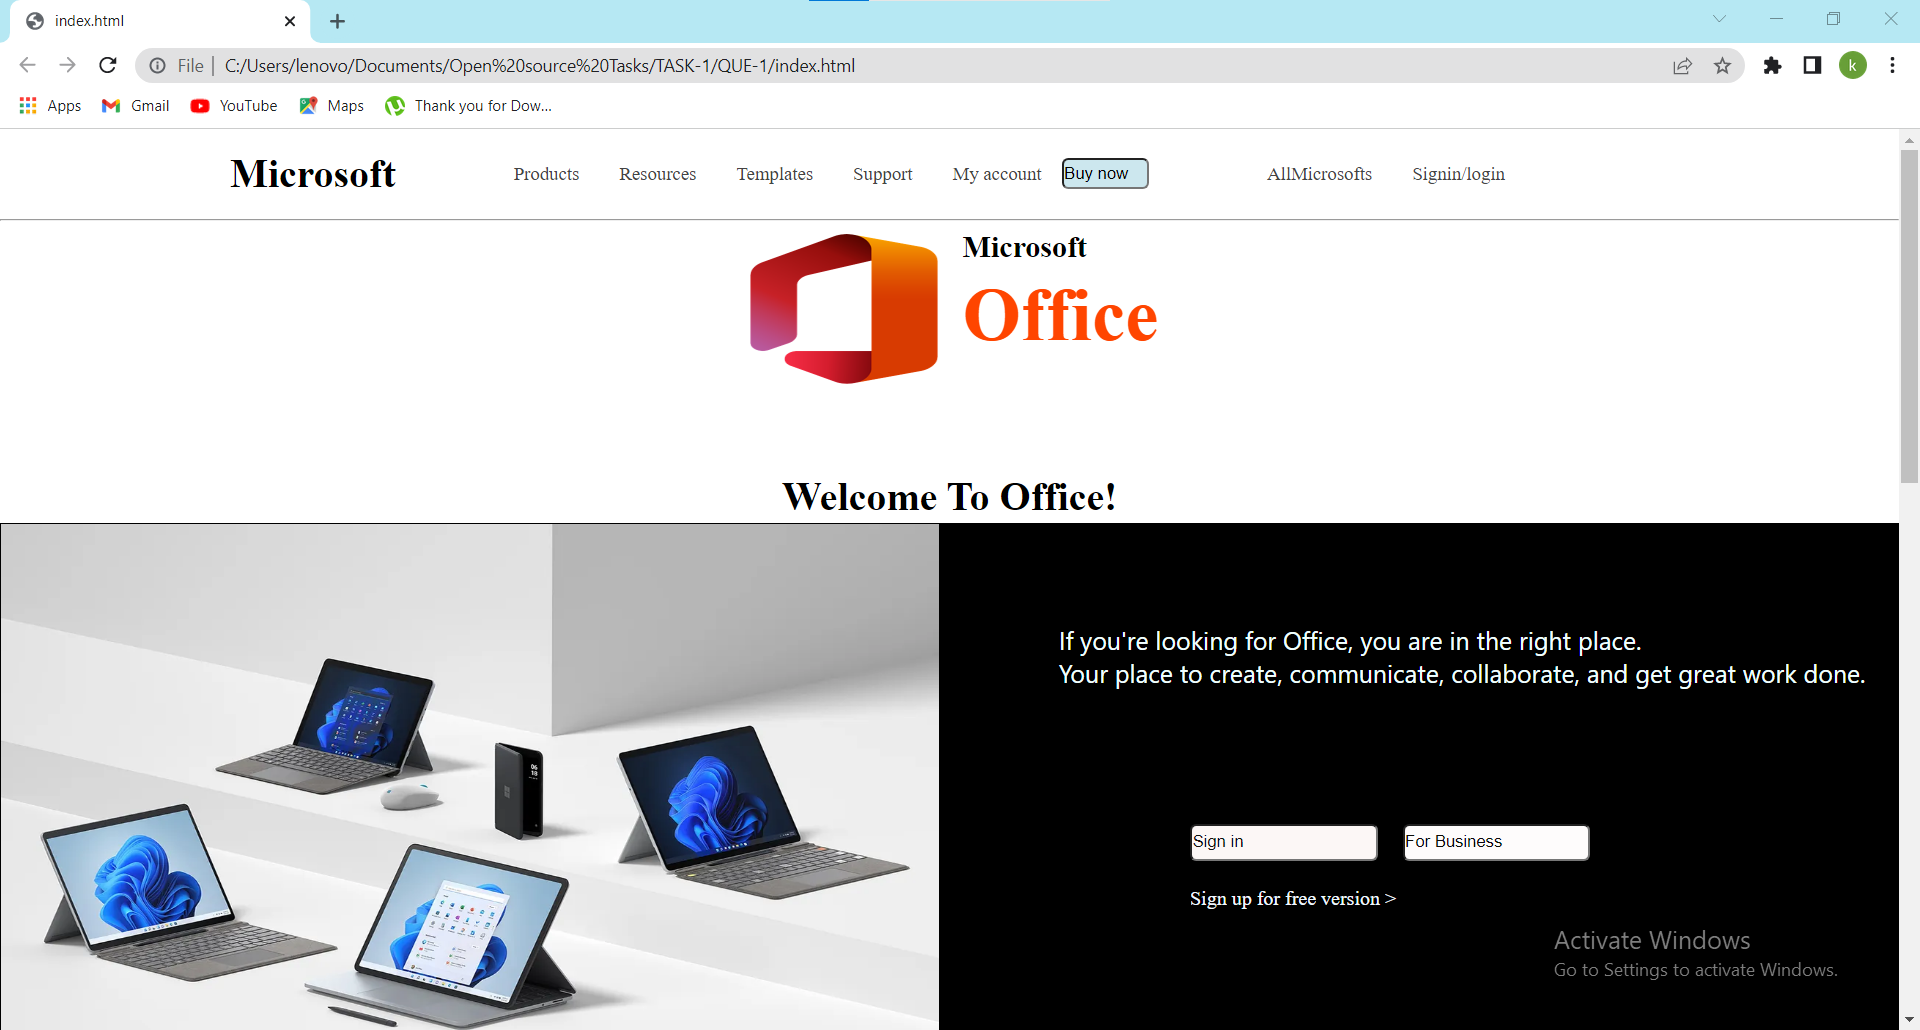 index.html
File | C:/Users/lenovo/Documents/Open%20source%20Tasks/TASK-1/QUE-1/index.html
k
Apps Gmail YouTube Maps Thank you for Dow...
Microsoft Products Resources Templates Support My account Buy now AllMicrosofts Signin/login
Microsoft
Office
Welcome To Office!
If you're looking for Office, you are in the right place.
Your place to create, communicate, collaborate, and get great work done.
Sign in For Business
Sign up for free version >
Activate Windows
Go to Settings to activate Windows.